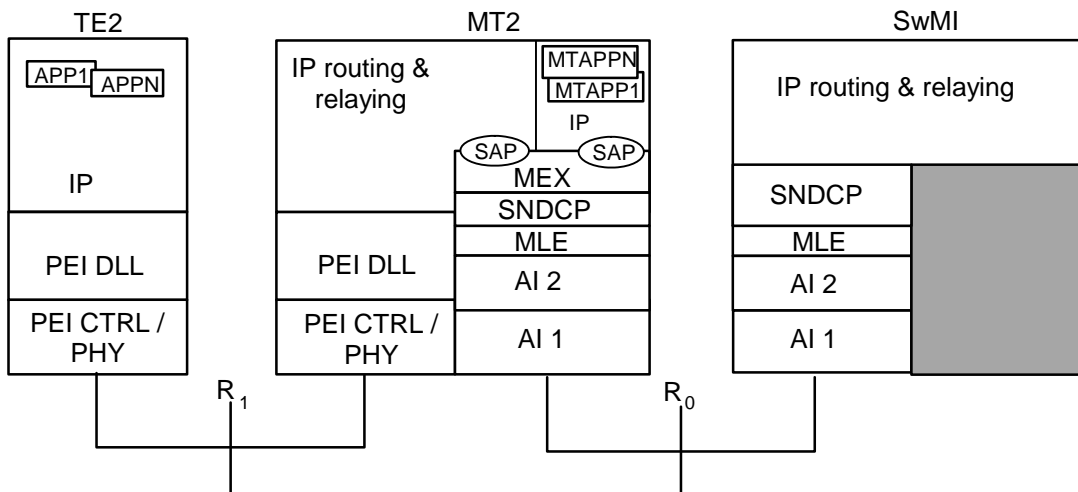 TE2
MT2
SwMI
APP1
APPN
IP
PEI DLL
PEI CTRL /
PHY
IP routing &
relaying
MTAPPN
MTAPP1
IP
SAP
SAP
MEX
SNDCP
MLE
PEI DLL
AI 2
PEI CTRL /
PHY
AI 1
IP routing & relaying
SNDCP
MLE
AI 2
AI 1
R1
R0